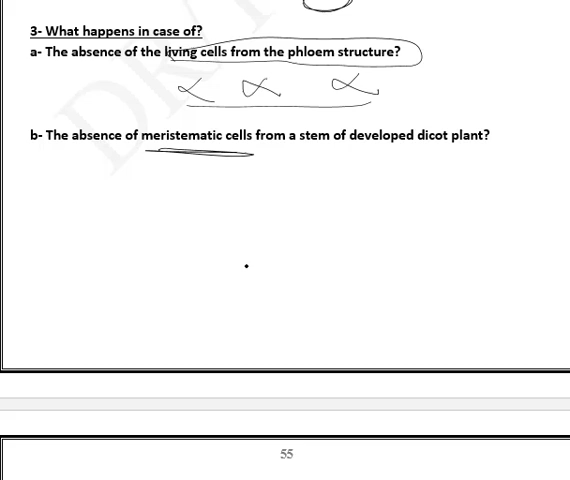 3- What happens in case of?
a- The absence of the living cells from the phloem structure?
b- The absence of meristematic cells from a stem of developed dicot plant?
55